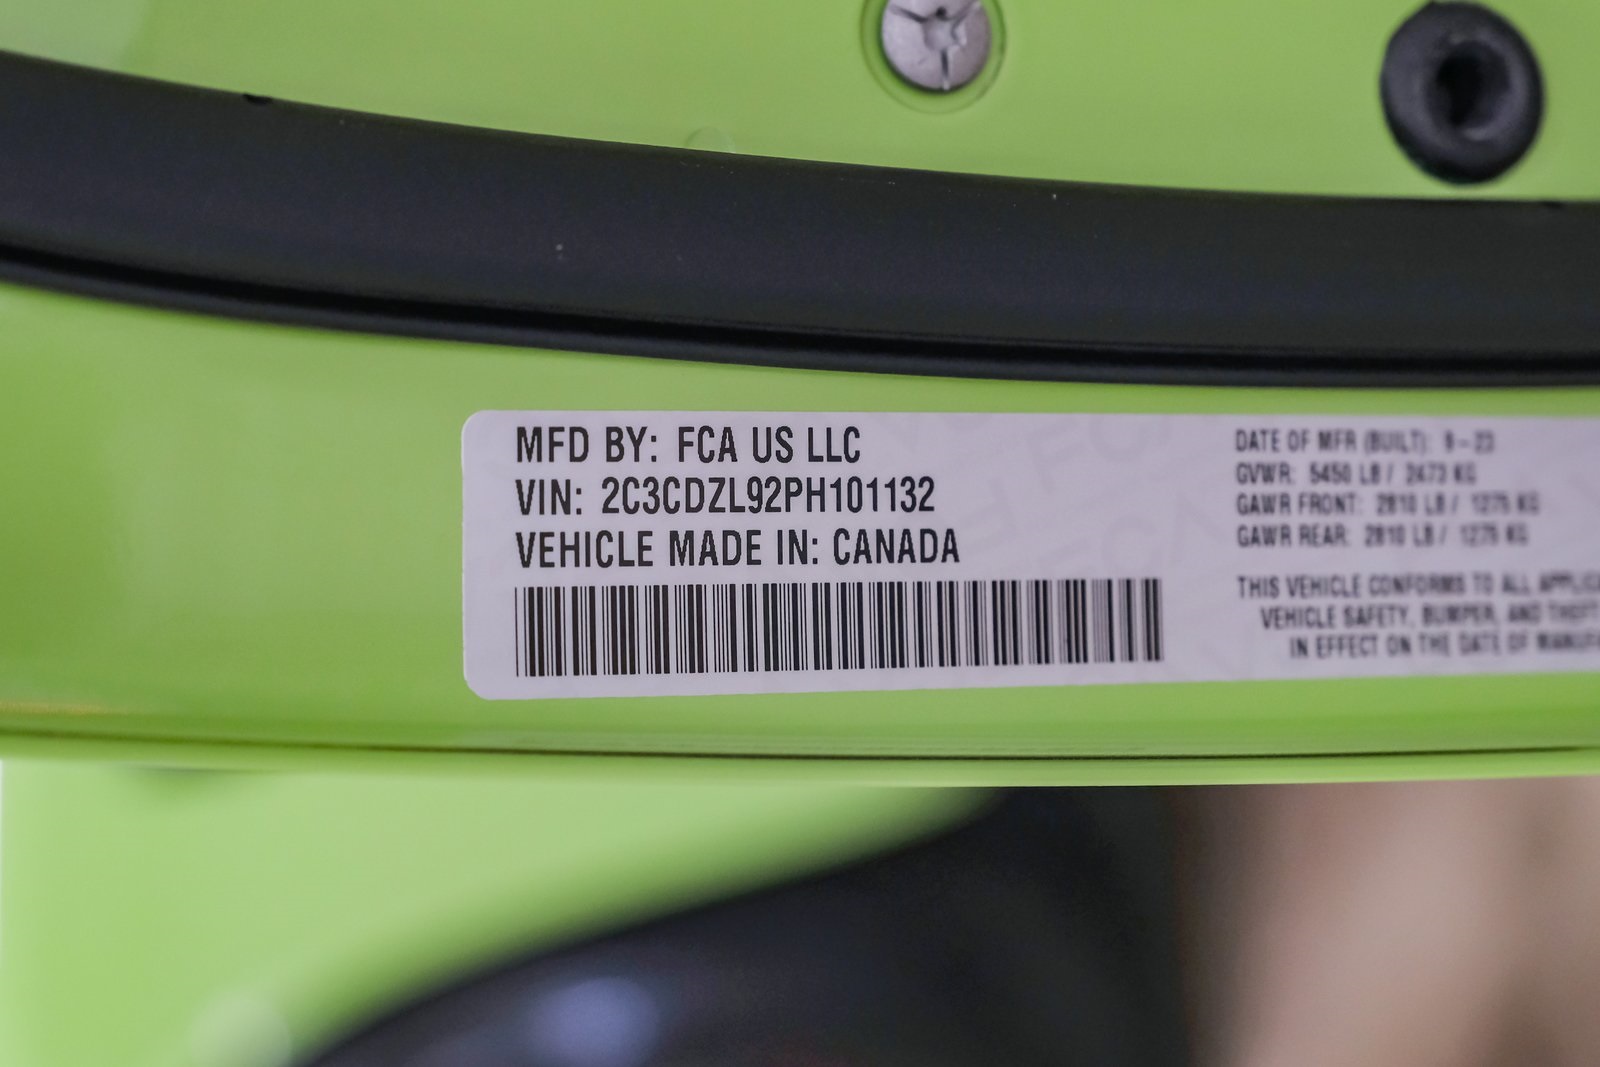 MFD BY: FCA US LLC
VIN: 2C3CDZL92PH101132
VEHICLE MADE IN: CANADA
DATE OF MFR (BUILT): 9-23
GVWR: 5450 LB / 2473 KG
GAWR FRONT: 2810 LB / 1275 KG
GAWR REAR: 2810 LB / 1275 KG
THIS VEHICLE CONFORMS TO ALL
VEHICLE SAFETY, BUMPER, AND THEFT
IN EFFECT ON THE DATE OF